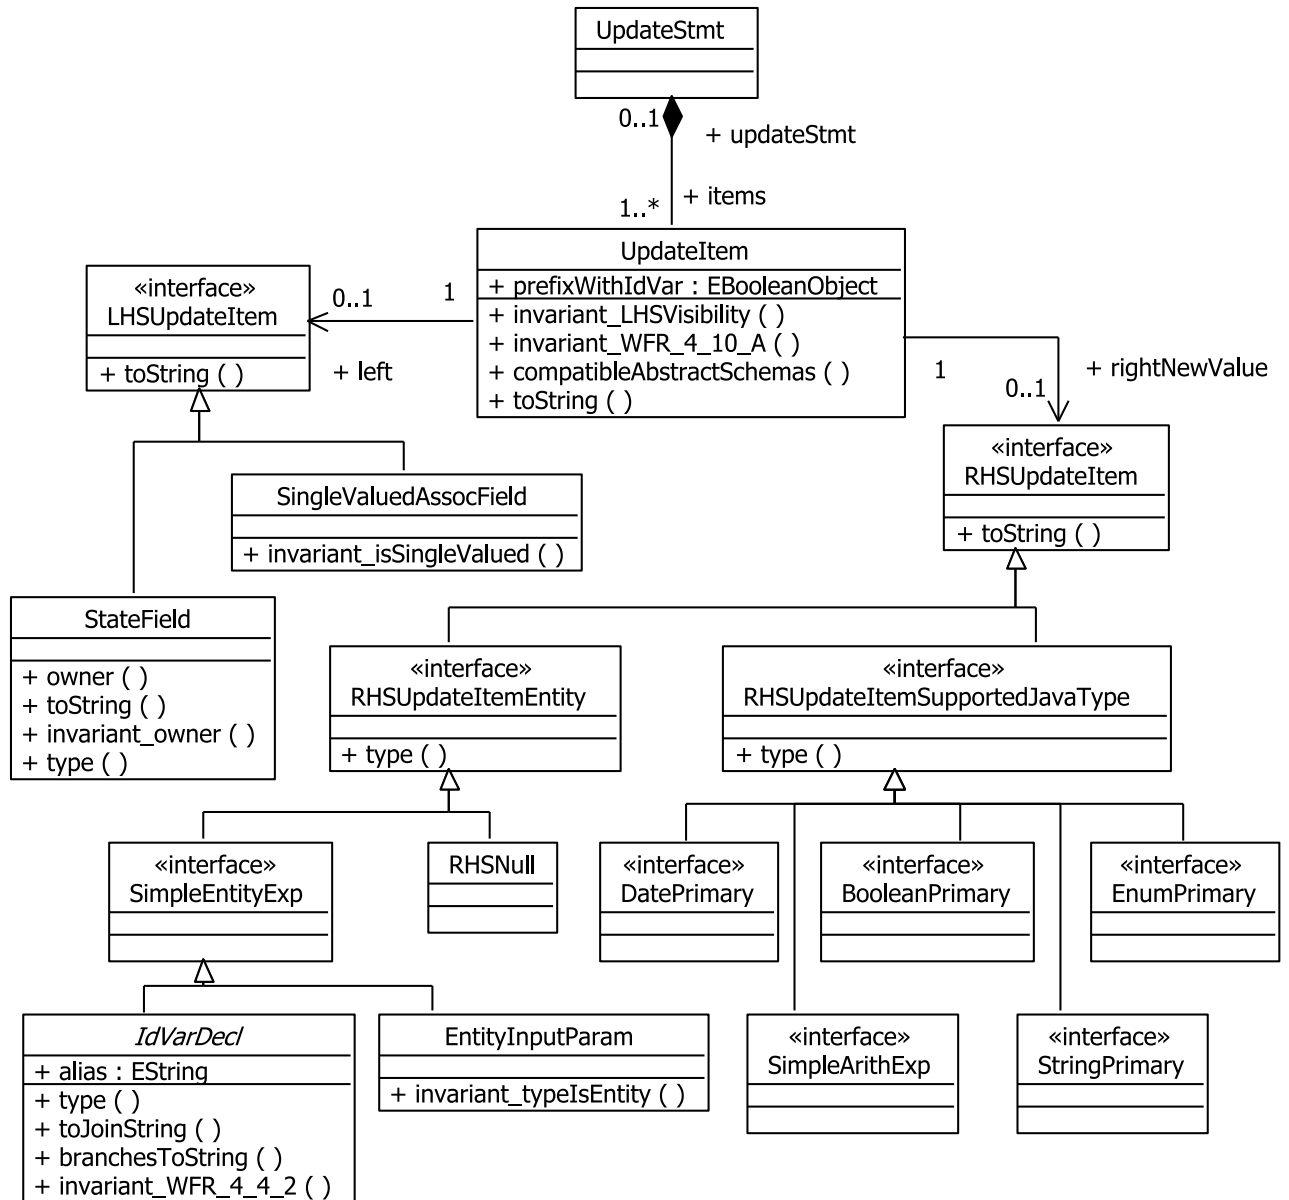 UpdateStmt
0..1
+ updateStmt
+ items
1..*
UpdateItem
+ prefixWithIdVar : EBooleanObject
+ invariant_LHSVisibility ( )
+ invariant_WFR_4_10_A ( )
+ compatibleAbstractSchemas ( )
+ toString ( )
«interface»
LHSUpdateItem
+ toString ( )
0..1
1
+ left
1
+ rightNewValue
0..1
«interface»
RHSUpdateItem
+ toString ( )
SingleValuedAssocField
+ invariant_isSingleValued ( )
StateField
+ owner ( )
+ toString ( )
+ invariant_owner ( )
+ type ( )
«interface»
RHSUpdateItemEntity
+ type ( )
«interface»
RHSUpdateItemSupportedJavaType
+ type ( )
«interface»
SimpleEntityExp
RHSNull
«interface»
DatePrimary
«interface»
BooleanPrimary
«interface»
EnumPrimary
IdVarDecl
+ alias : EString
+ type ( )
+ toJoinString ( )
+ branchesToString ( )
+ invariant_WFR_4_4_2 ( )
EntityInputParam
+ invariant_typeIsEntity ( )
«interface»
SimpleArithExp
«interface»
StringPrimary